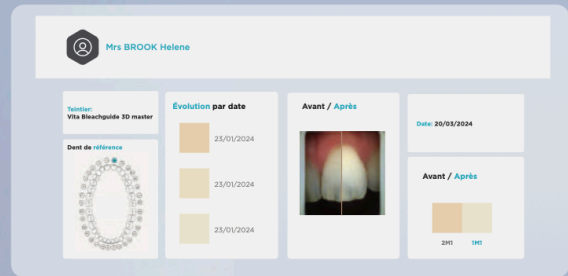 Mrs BROOK Helene
Teintier:
Vita Bleachguide 3D master
Dent de référence
Évolution par date
23/01/2024
23/01/2024
23/01/2024
Avant / Après
Date: 20/03/2024
Avant / Après
2M1 1M1